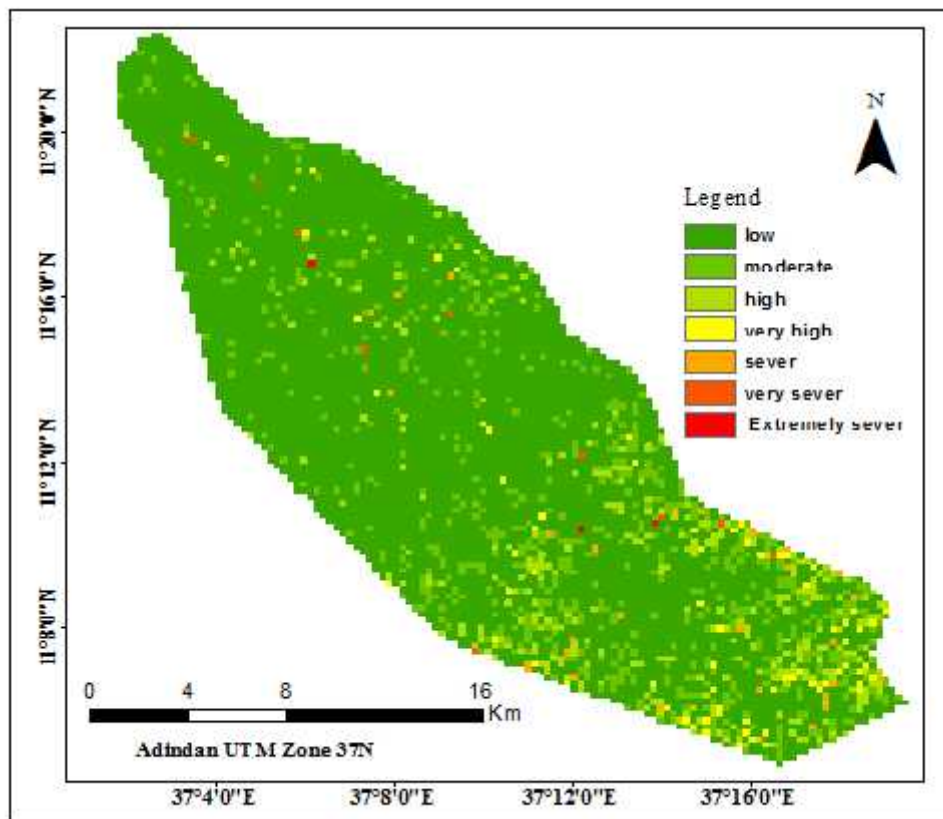 N
11°20'0"N
11°16'0"N
11°12'0"N
11°8'0"N
Legend
low
moderate
high
very high
sever
very sever
Extremely sever
0 4 8 16
Km
Adindan UTM Zone 37N
37°4'0"E 37°8'0"E 37°12'0"E 37°16'0"E